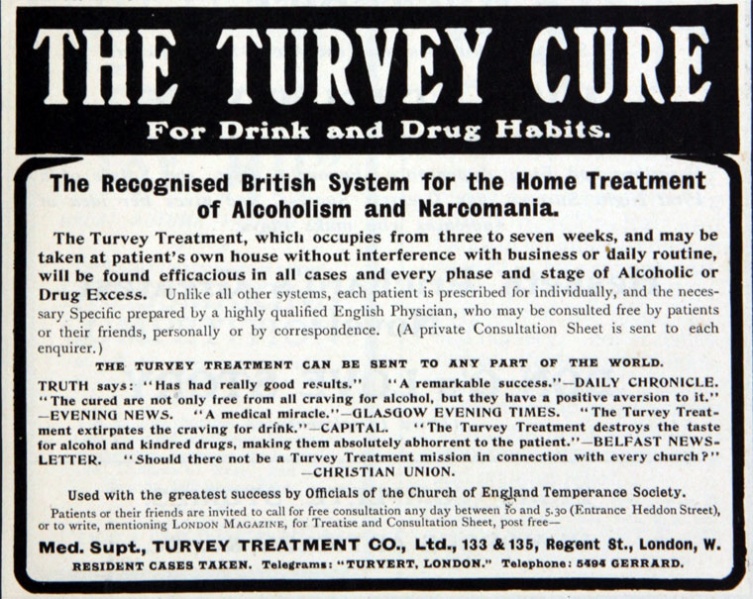 THE TURVEY CURE
For Drink and Drug Habits.
The Recognised British System for the Home Treatment
of Alcoholism and Narcomania.
The Turvey Treatment, which occupies from three to seven weeks, and may be
taken at patient's own house without interference with business or daily routine,
will be found efficacious in all cases and every phase and stage of Alcoholic or
Drug Excess. Unlike all other systems, each patient is prescribed for individually, and the neces-
sary Specific prepared by a highly qualified English Physician, who may be consulted free by patients
or their friends, personally or by correspondence. (A private Consultation Sheet is sent to each
enquirer.)
THE TURVEY TREATMENT CAN BE SENT TO ANY PART OF THE WORLD.
TRUTH says: "Has had really good results." "A remarkable success."—DAILY CHRONICLE.
"The cured are not only free from all craving for alcohol, but they have a positive aversion to it."
—EVENING NEWS. "A medical miracle."—GLASGOW EVENING TIMES. "The Turvey Treat-
ment extirpates the craving for drink."—CAPITAL. "The Turvey Treatment destroys the taste
for alcohol and kindred drugs, making them absolutely abhorrent to the patient."—BELFAST NEWS-
LETTER. "Should there not be a Turvey Treatment mission in connection with every church?"
—CHRISTIAN UNION.
Used with the greatest success by Officials of the Church of England Temperance Society.
Patients or their friends are invited to call for free consultation any day between 10 and 5.30 (Entrance Heddon Street),
or to write, mentioning LONDON MAGAZINE, for Treatise and Consultation Sheet, post free—
Med. Supt., TURVEY TREATMENT CO., Ltd., 133 & 135, Regent St., London, W.
RESIDENT CASES TAKEN. Telegrams: "TURVERT, LONDON." Telephone: 5494 GERRARD.